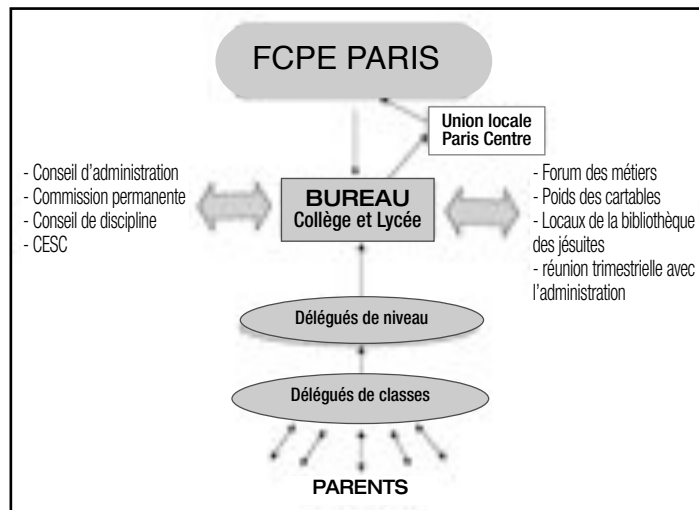 FCPE PARIS
Union locale
Paris Centre
- Conseil d'administration
- Commission permanente
- Conseil de discipline
- CESC
BUREAU
Collège et Lycée
- Forum des métiers
- Poids des cartables
- Locaux de la bibliothèque
des jésuites
- réunion trimestrielle avec
l'administration
Délégués de niveau
Délégués de classes
PARENTS